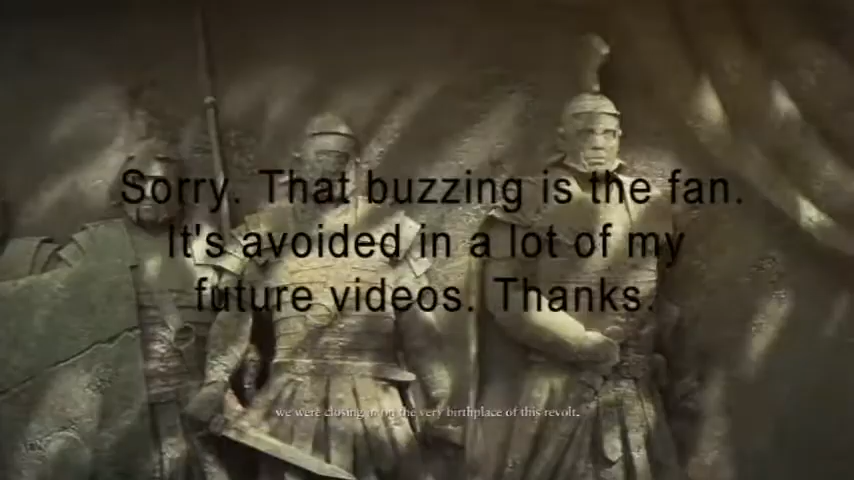 Sorry. That buzzing is the fan.
It's avoided in a lot of my
future videos. Thanks.
we were closing in on the very birthplace of this revolt.